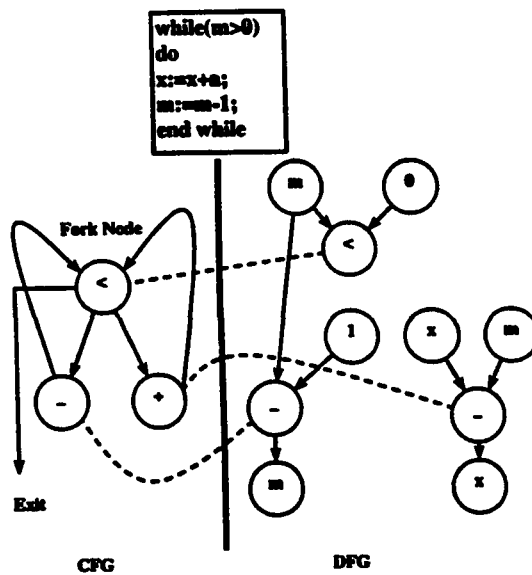 while(m>0)
do
x:=x+n;
m:=m-1;
end while
m
0
Fork Node
<
<
1
x
m
-
+
-
-
m
x
Exit
CFG
DFG